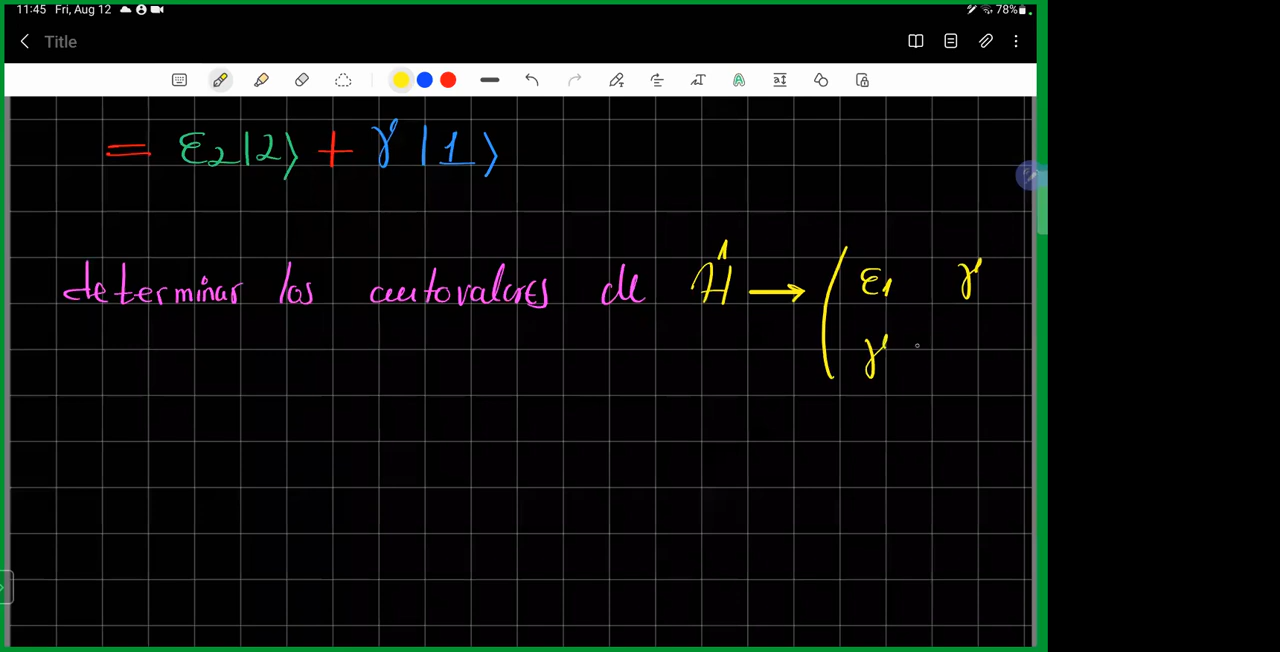 11:45 Fri, Aug 12 78%
Title
= ε₂|2⟩ + γ|1⟩
determinar los autovalores de Ĥ → ( ε₁ γ
γ